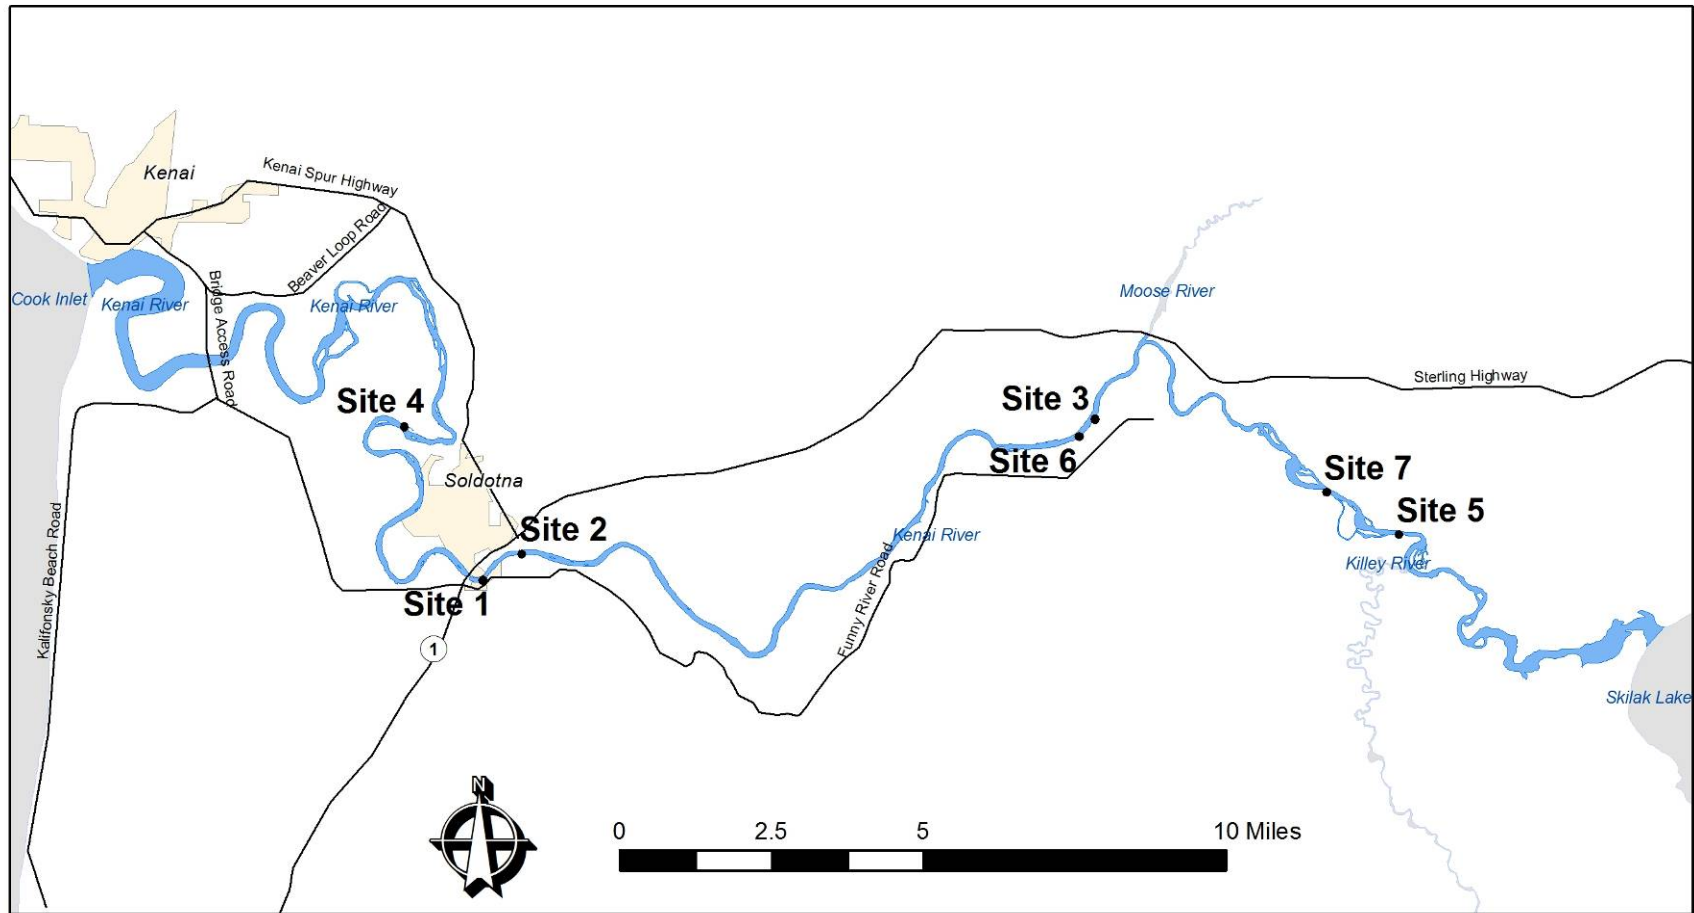 Kenai
Kenai Spur Highway
Beaver Loop Road
Bridge Access Road
Cook Inlet
Kenai River
Kenai River
Moose River
Sterling Highway
Site 4
Site 3
Site 6
Site 7
Soldotna
Site 5
Site 2
Kenai River
Killey River
Kalifonsky Beach Road
Site 1
Funny River Road
1
Skilak Lake
N
0 2.5 5 10 Miles